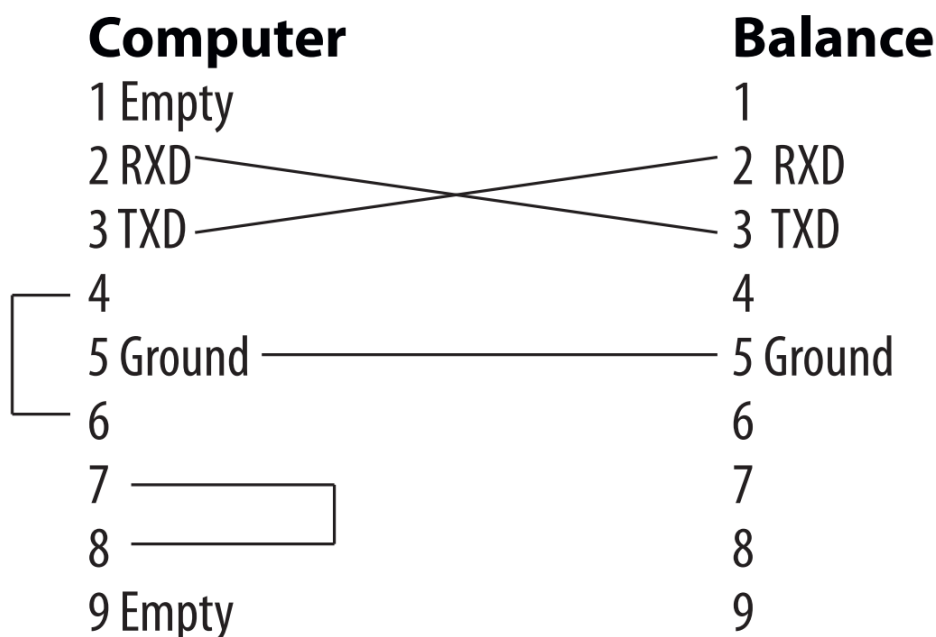 Computer Balance
1 Empty 1
2 RXD 2 RXD
3 TXD 3 TXD
4 4
5 Ground 5 Ground
6 6
7 7
8 8
9 Empty 9